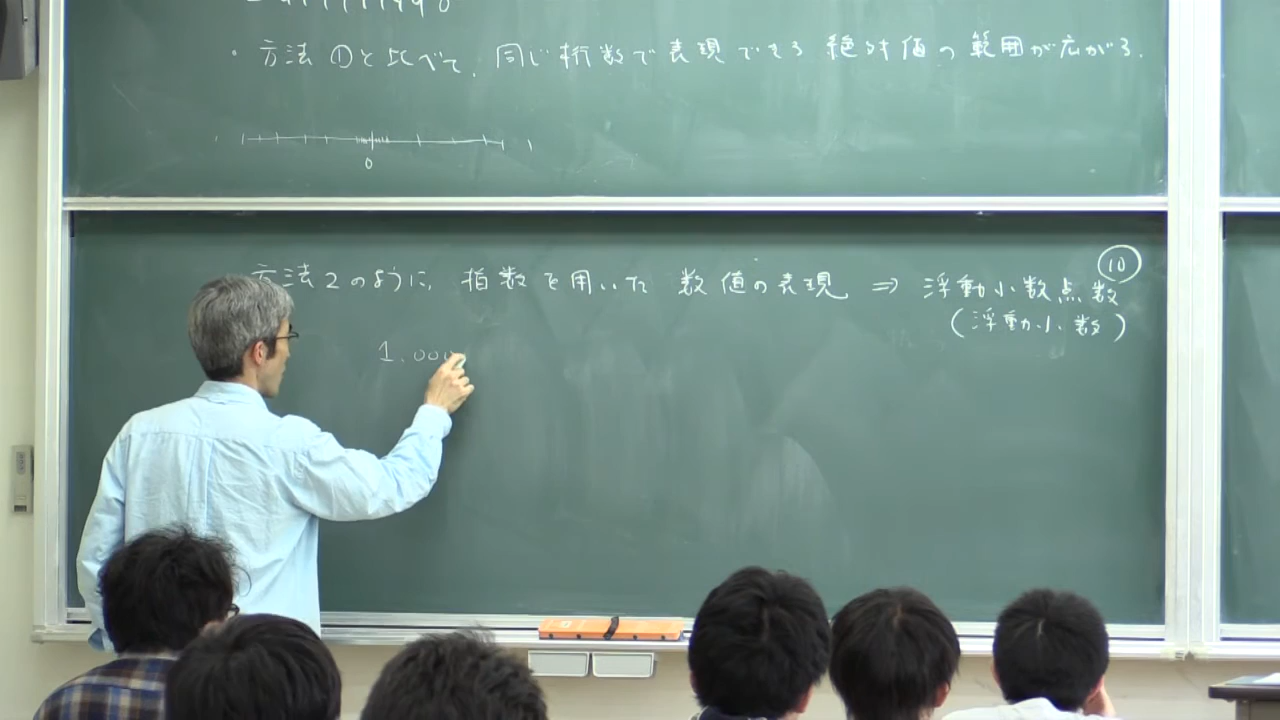 ・方法①と比べて、同じ桁数で表現できる絶対値の範囲が広がる.
0
方法2のように、指数を用いた数値の表現 ⇒ 浮動小数点数
⑩
(浮動小数)
1.000